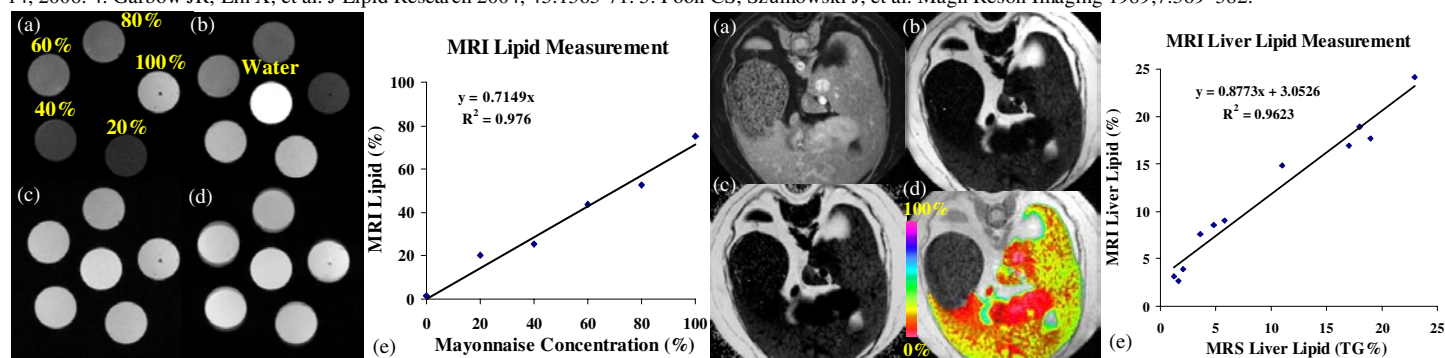 14, 2006. 4. Garbow JR, Lin X, et al. J Lipid Research 2004; 45:1565-71. 5. Poon CS, Szumowski J, et al. Magn Reson Imaging 1989;7:369-382.
(a)
80%
60%
100%
40%
20%
(b)
Water
(c)
(d)
MRI Lipid Measurement
y = 0.7149x
R2 = 0.976
MRI Lipid (%)
100
80
60
40
20
0
0 20 40 60 80 100
Mayonnaise Concentration (%)
(e)
(a)
(b)
(c)
(d)
100%
0%
MRI Liver Lipid Measurement
y = 0.8773x + 3.0526
R2 = 0.9623
MRI Liver Lipid (%)
25
20
15
10
5
0
0 5 10 15 20 25
MRS Liver Lipid (TG%)
(e)